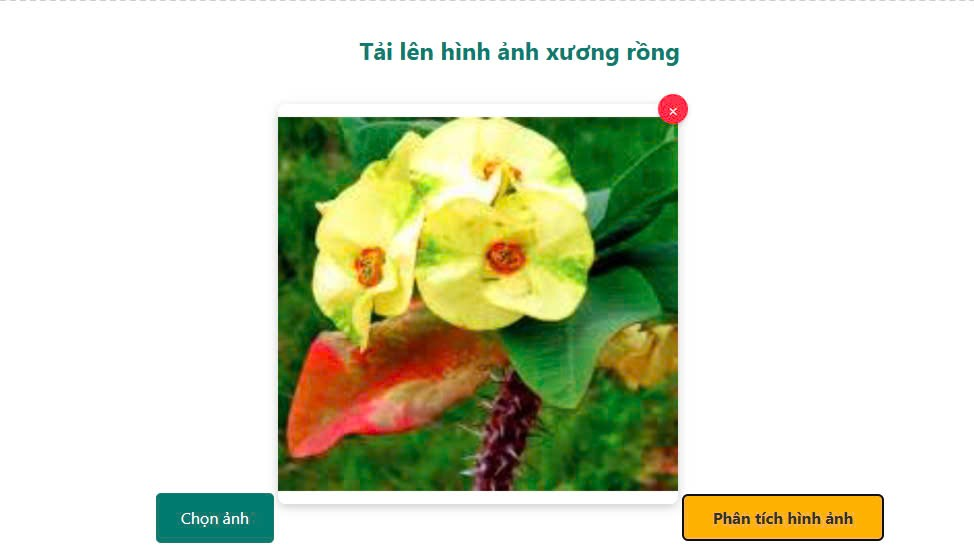 Tải lên hình ảnh xương rồng
×
Chọn ảnh
Phân tích hình ảnh